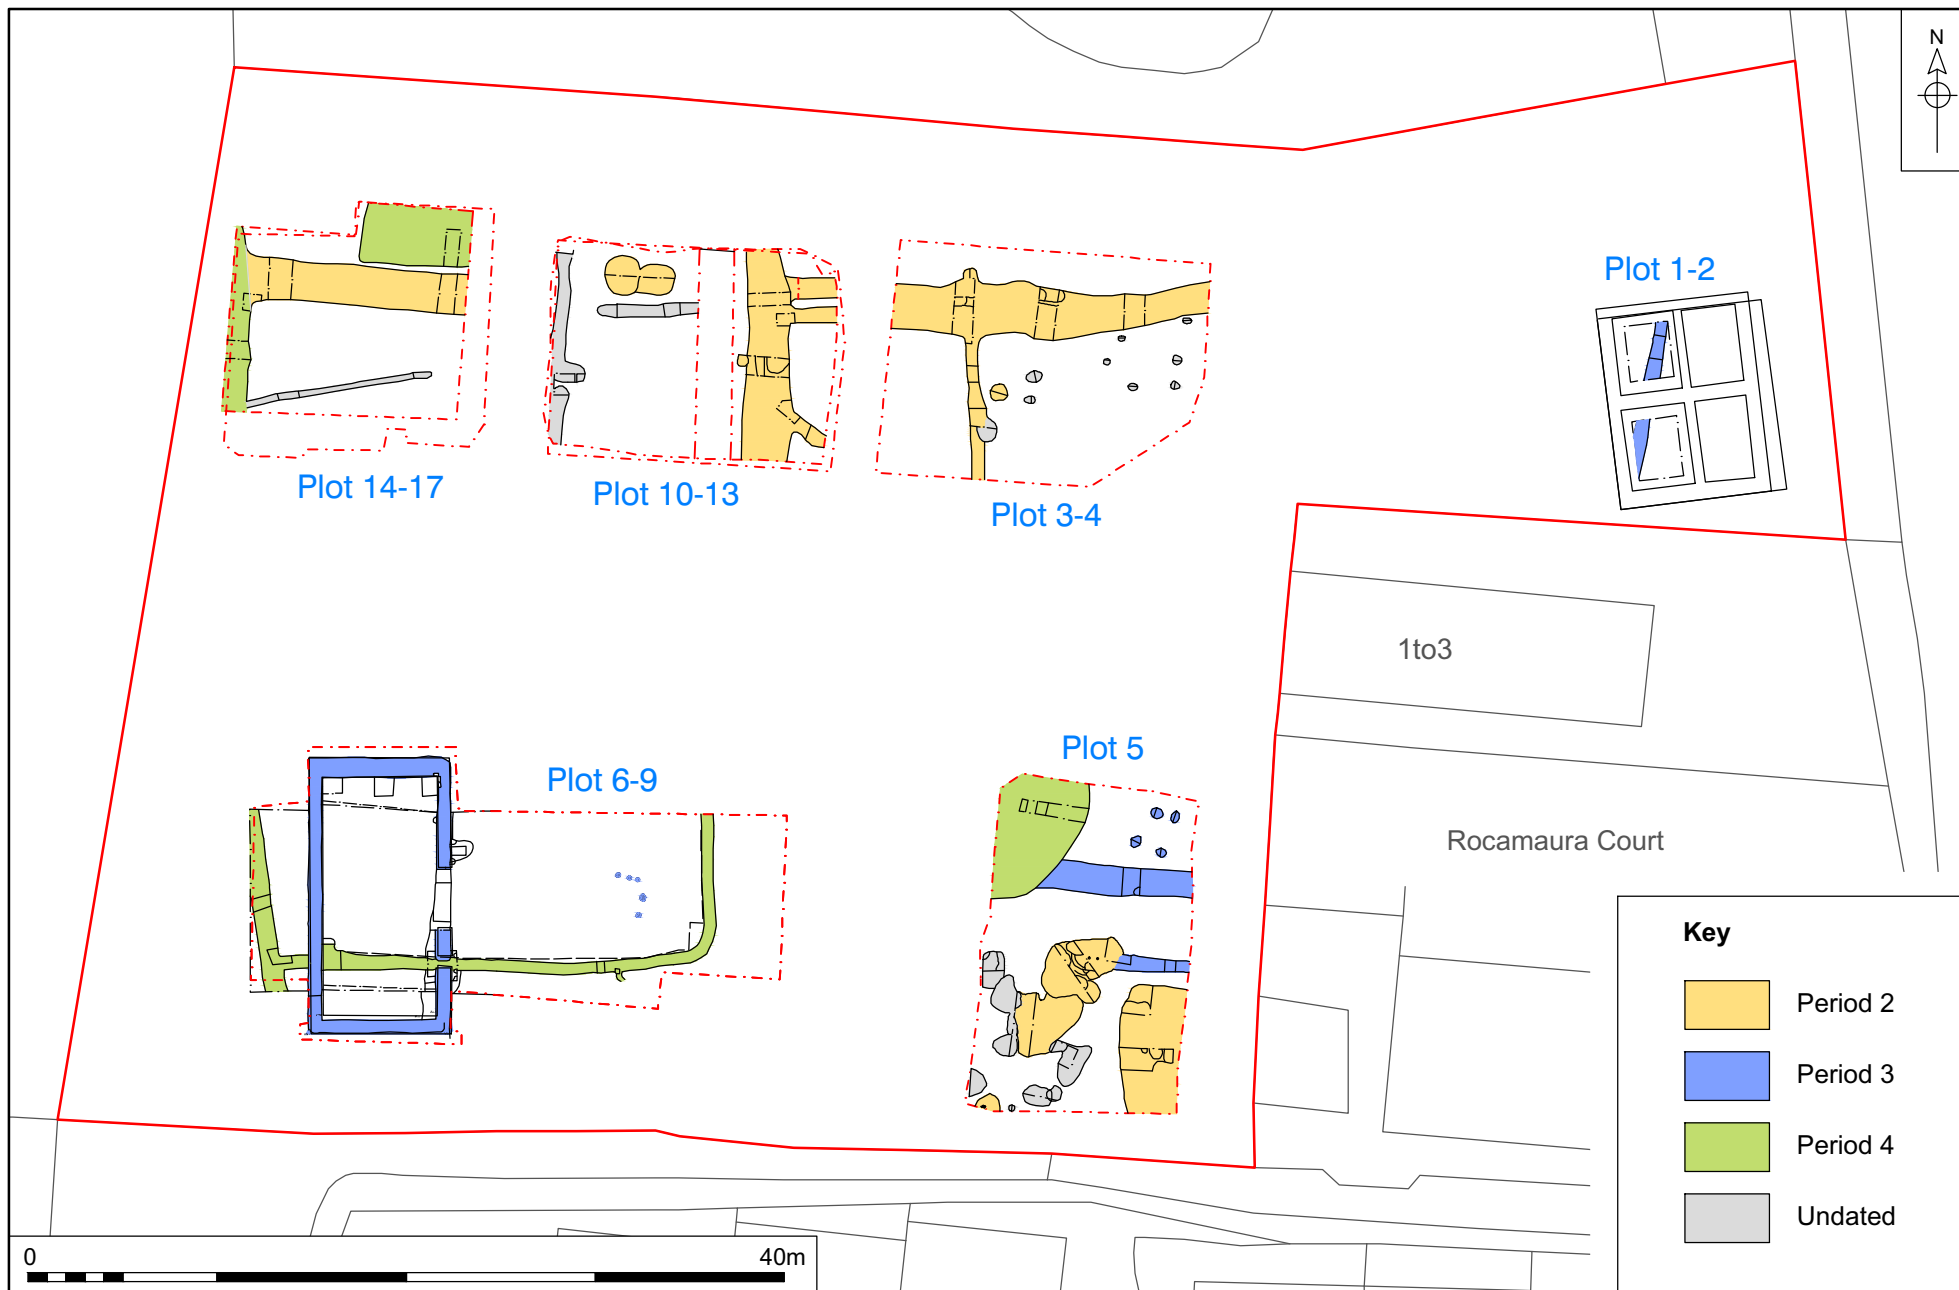 N
Plot 1-2
Plot 14-17
Plot 10-13
Plot 3-4
1to3
Plot 5
Plot 6-9
Rocamaura Court
Key
Period 2
Period 3
Period 4
Undated
0
40m